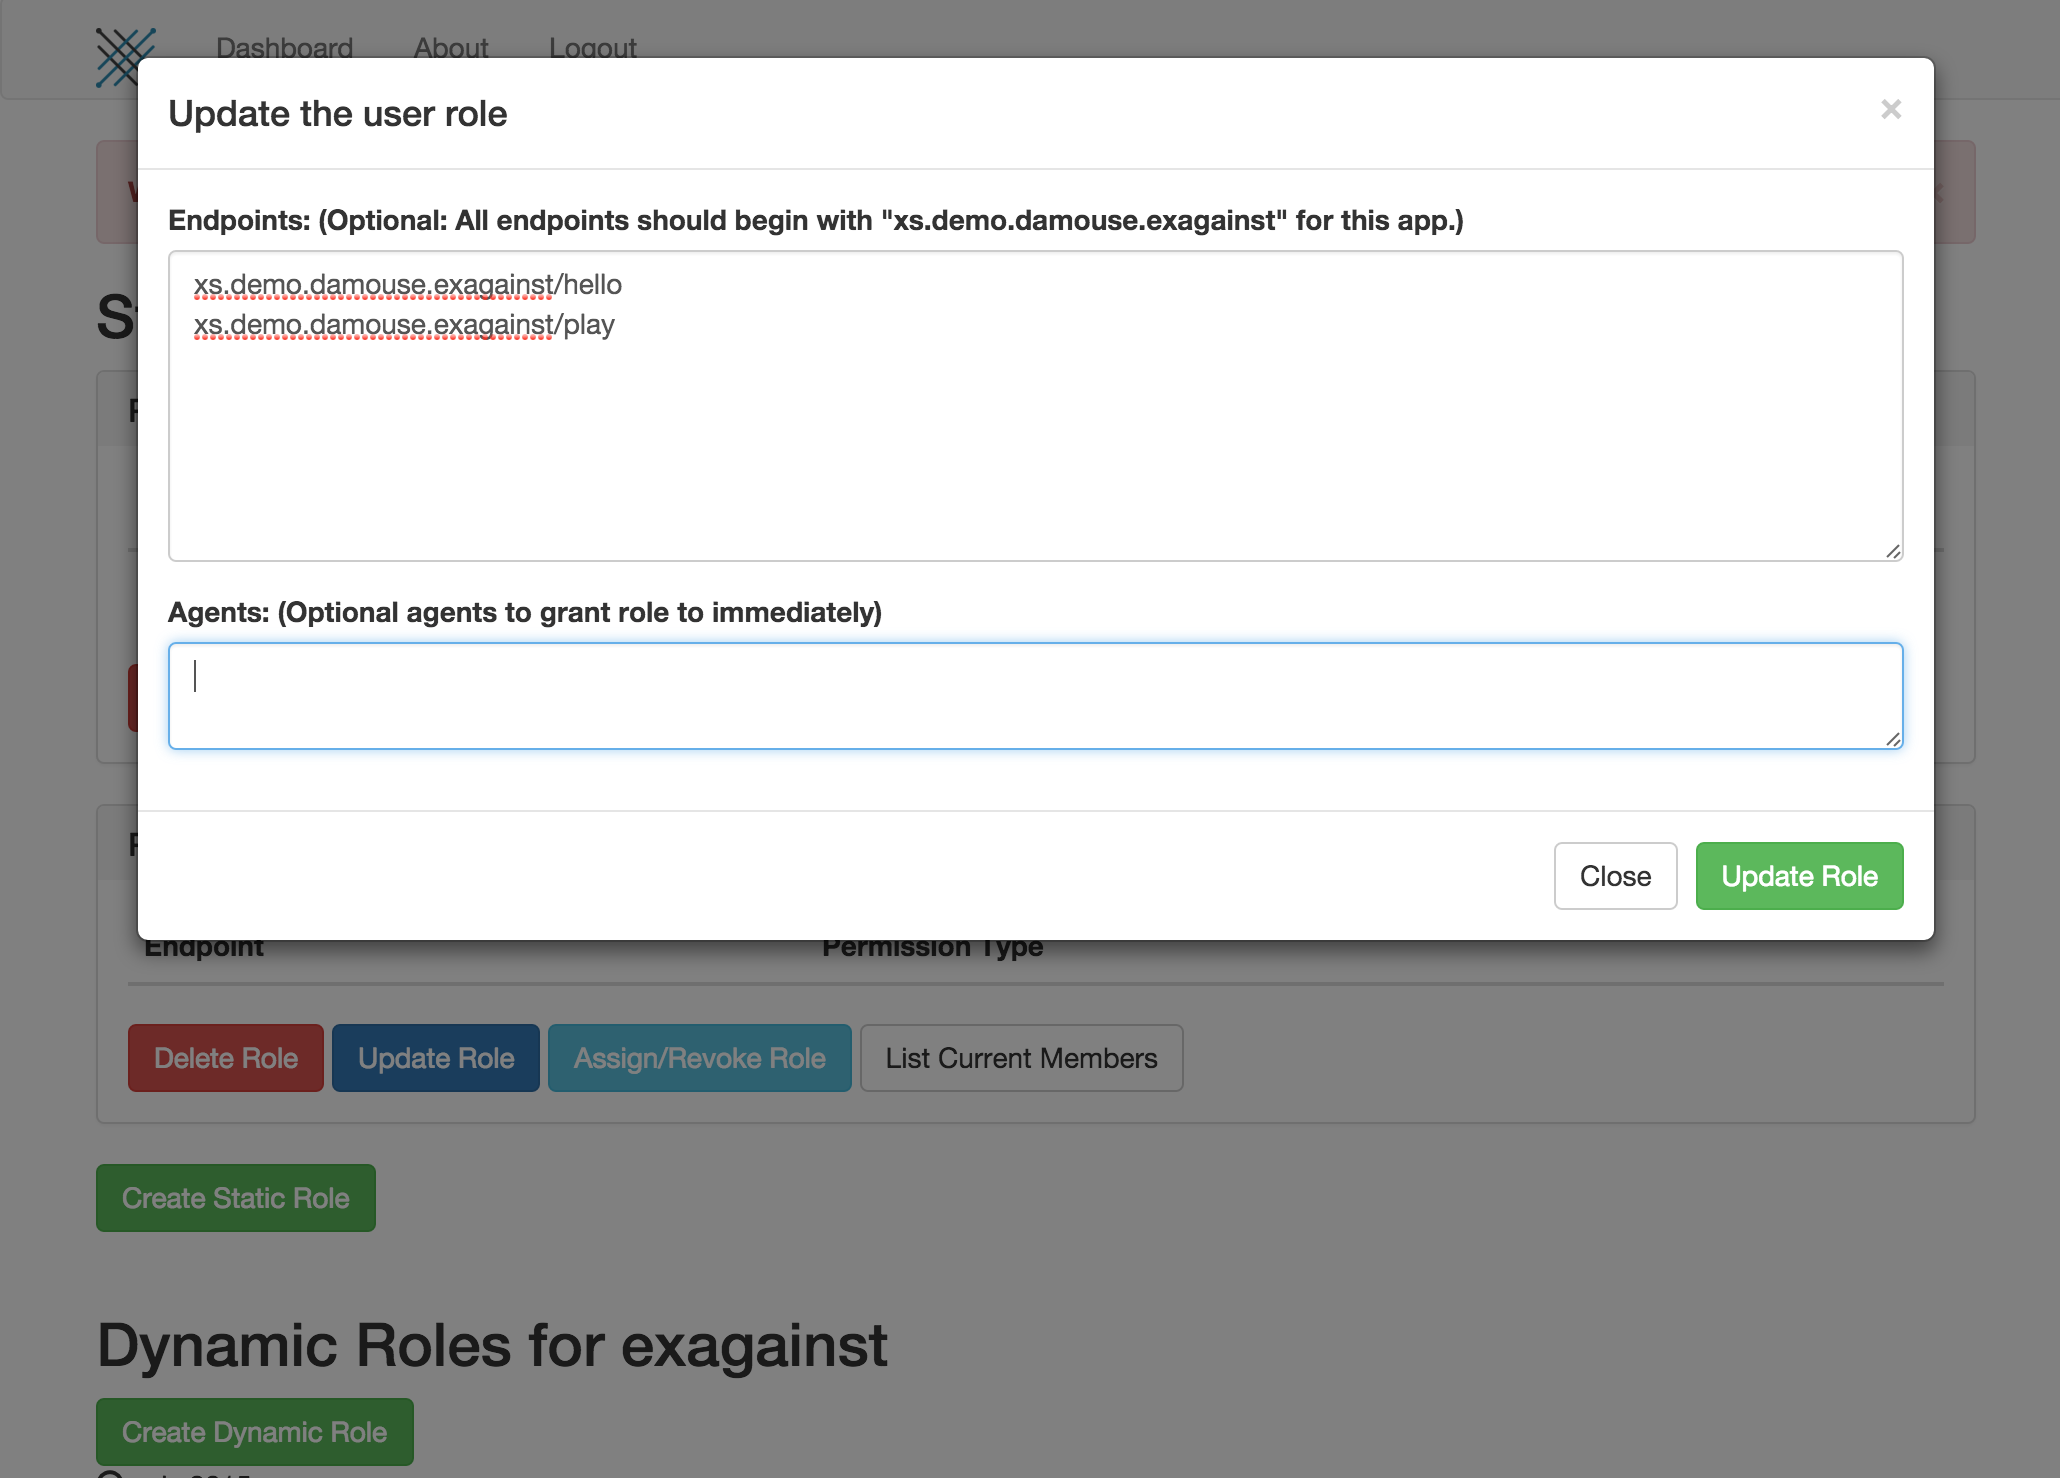 Dashboard About Logout
Update the user role
×
Endpoints: (Optional: All endpoints should begin with "xs.demo.damouse.exagainst" for this app.)
xs.demo.damouse.exagainst/hello
xs.demo.damouse.exagainst/play
Agents: (Optional agents to grant role to immediately)
Close Update Role
Endpoint Permission Type
Delete Role Update Role Assign/Revoke Role List Current Members
Create Static Role
Dynamic Roles for exagainst
Create Dynamic Role